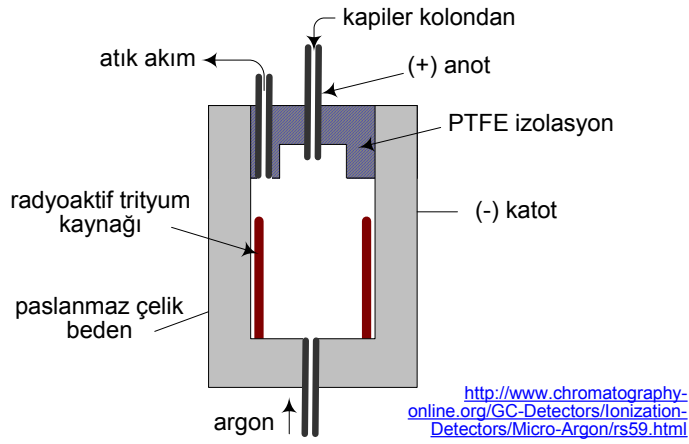 kapiler kolondan
atık akım
(+) anot
PTFE izolasyon
radyoaktif trityum
kaynağı
(-) katot
paslanmaz çelik
beden
argon
http://www.chromatography-
online.org/GC-Detectors/Ionization-
Detectors/Micro-Argon/rs59.html